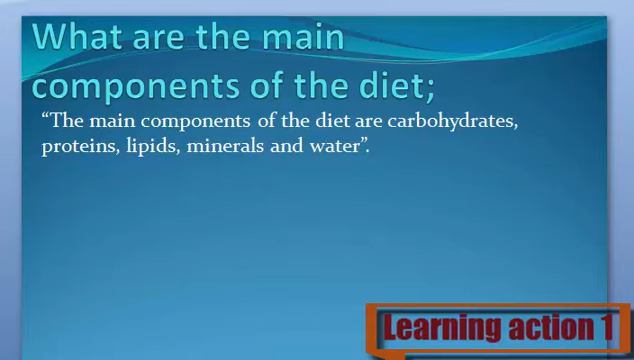 What are the main
components of the diet;
“The main components of the diet are carbohydrates,
proteins, lipids, minerals and water”.
Learning action 1